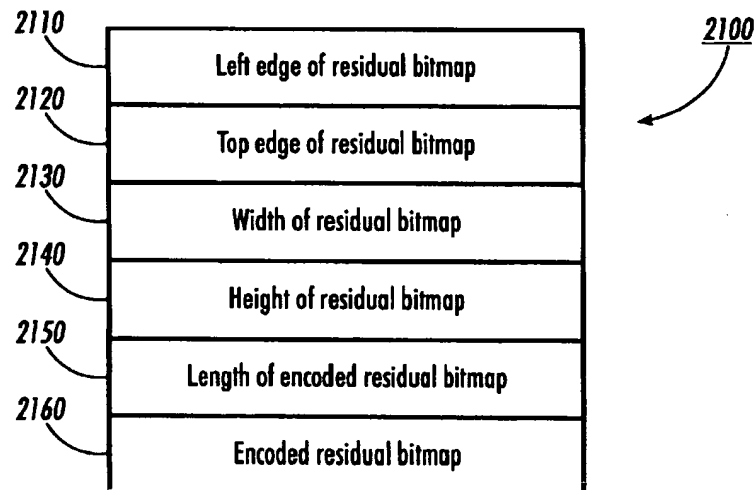 2110
Left edge of residual bitmap
2100
2120
Top edge of residual bitmap
2130
Width of residual bitmap
2140
Height of residual bitmap
2150
Length of encoded residual bitmap
2160
Encoded residual bitmap